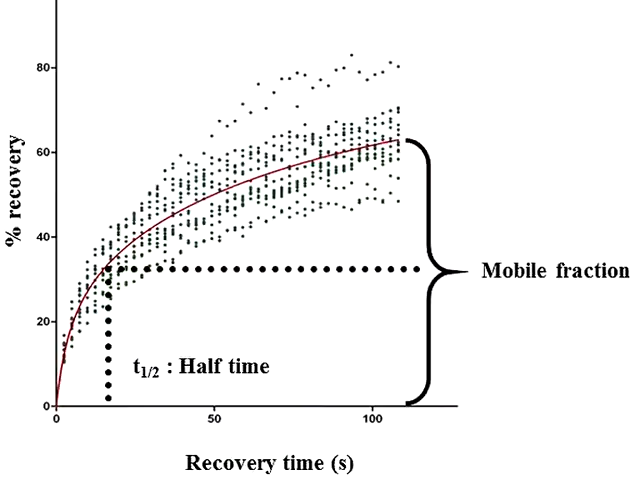 % recovery
80
60
40
20
0
0
50
100
t1/2 : Half time
Mobile fraction
Recovery time (s)